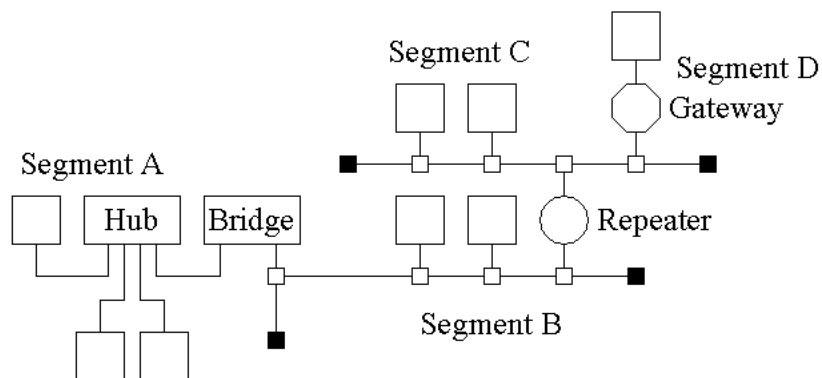 Segment C
Segment D
Gateway
Segment A
Hub
Bridge
Repeater
Segment B